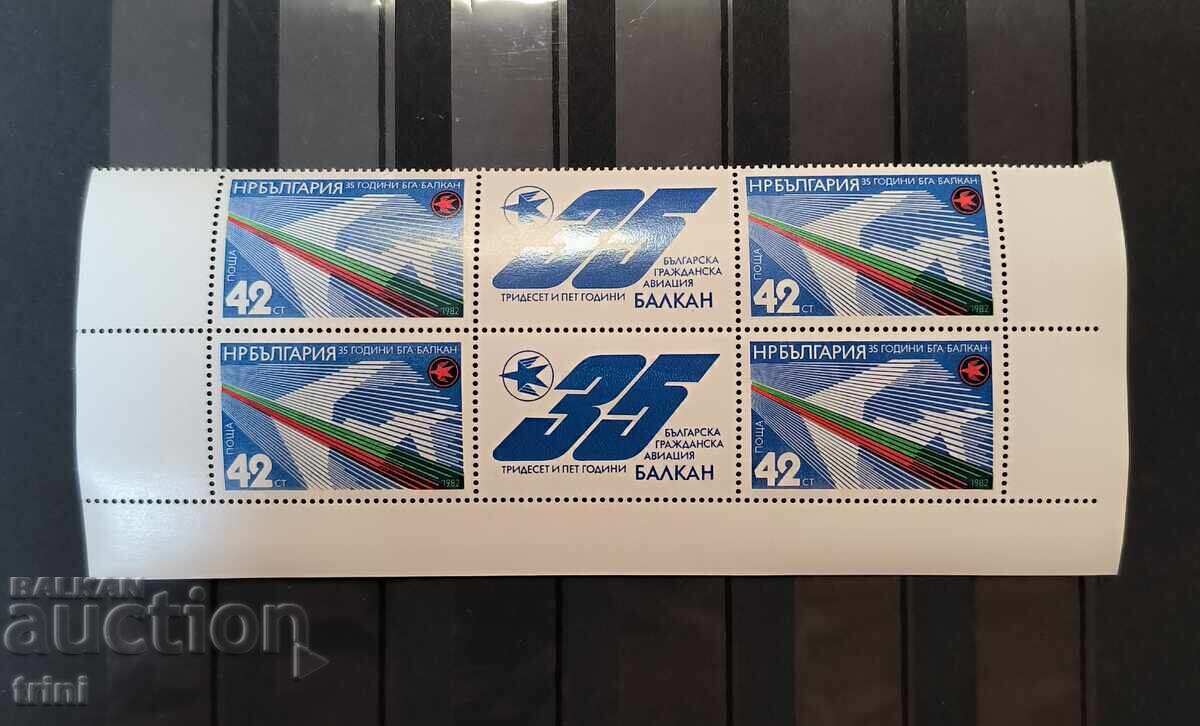 НРБЪЛГАРИЯ 35 ГОДИНИ БГА БАЛКАН
ПОЩА
42 СТ
1982
35
БЪЛГАРСКА
ГРАЖДАНСКА
АВИАЦИЯ
ТРИДЕСЕТ И ПЕТ ГОДИНИ БАЛКАН
НРБЪЛГАРИЯ 35 ГОДИНИ БГА БАЛКАН
ПОЩА
42 СТ
1982
НРБЪЛГАРИЯ 35 ГОДИНИ БГА БАЛКАН
ПОЩА
42 СТ
1982
35
БЪЛГАРСКА
ГРАЖДАНСКА
АВИАЦИЯ
ТРИДЕСЕТ И ПЕТ ГОДИНИ БАЛКАН
НРБЪЛГАРИЯ 35 ГОДИНИ БГА БАЛКАН
ПОЩА
42 СТ
1982
BALKAN
auction
trini